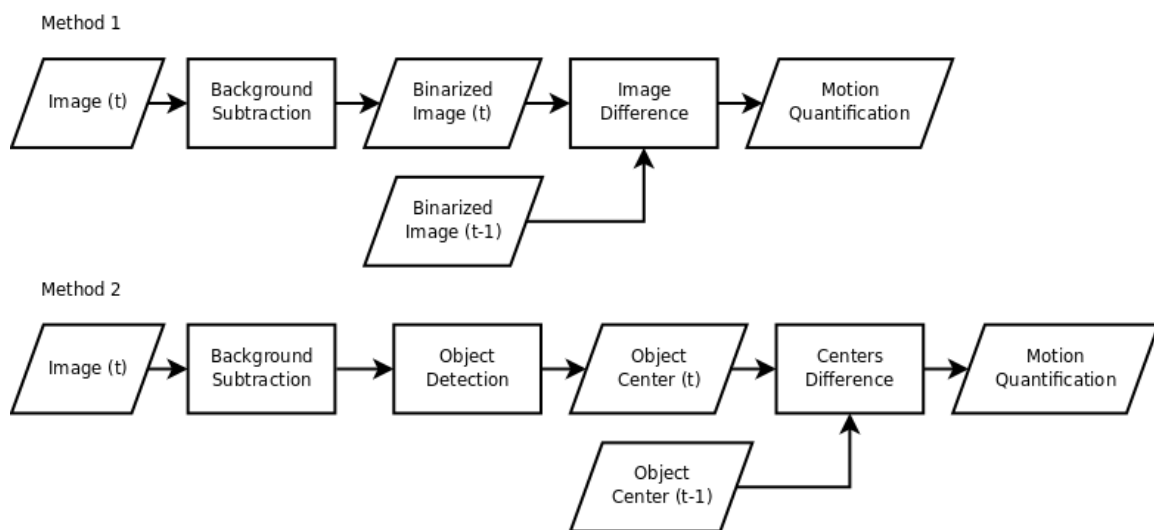 Method 1
Image (t)
Background
Subtraction
Binarized
Image (t)
Image
Difference
Motion
Quantification
Binarized
Image (t-1)
Method 2
Image (t)
Background
Subtraction
Object
Detection
Object
Center (t)
Centers
Difference
Motion
Quantification
Object
Center (t-1)